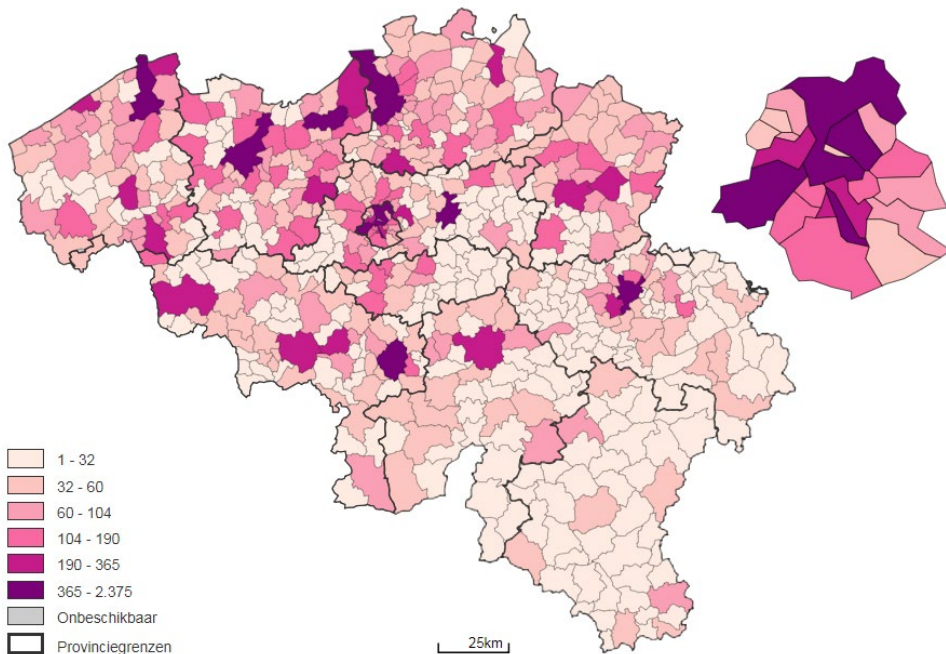 1 - 32
32 - 60
60 - 104
104 - 190
190 - 365
365 - 2.375
Onbeschikbaar
Provinciegrenzen
25km